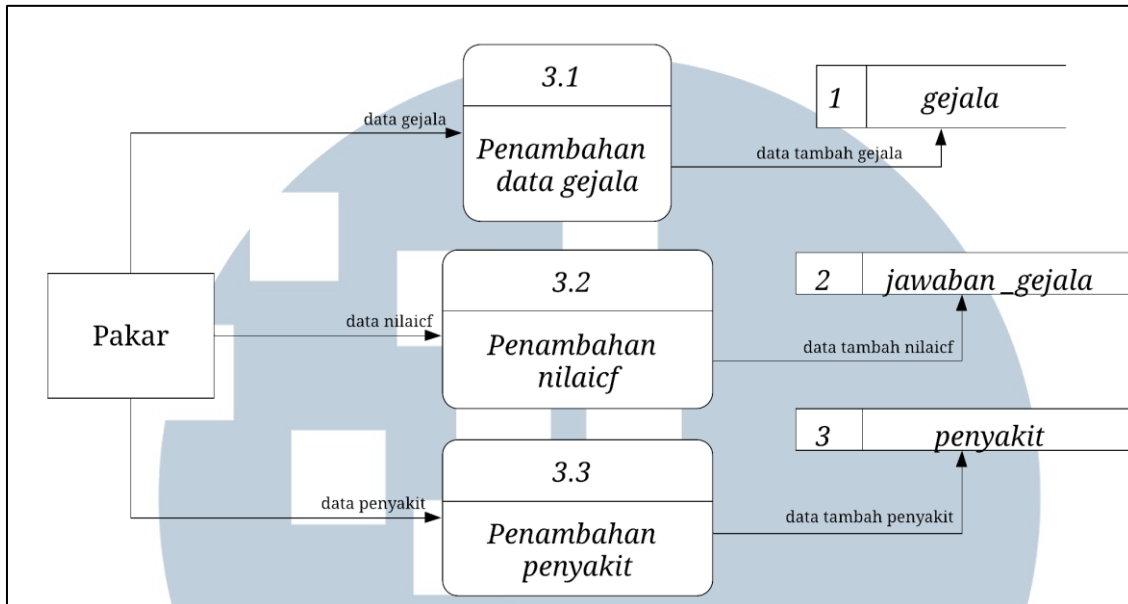 3.1
1 gejala
data gejala
Penambahan
data gejala
data tambah gejala
3.2
2 jawaban_gejala
Pakar
data nilaicf
Penambahan
nilaicf
data tambah nilaicf
3 penyakit
3.3
data penyakit
Penambahan
penyakit
data tambah penyakit